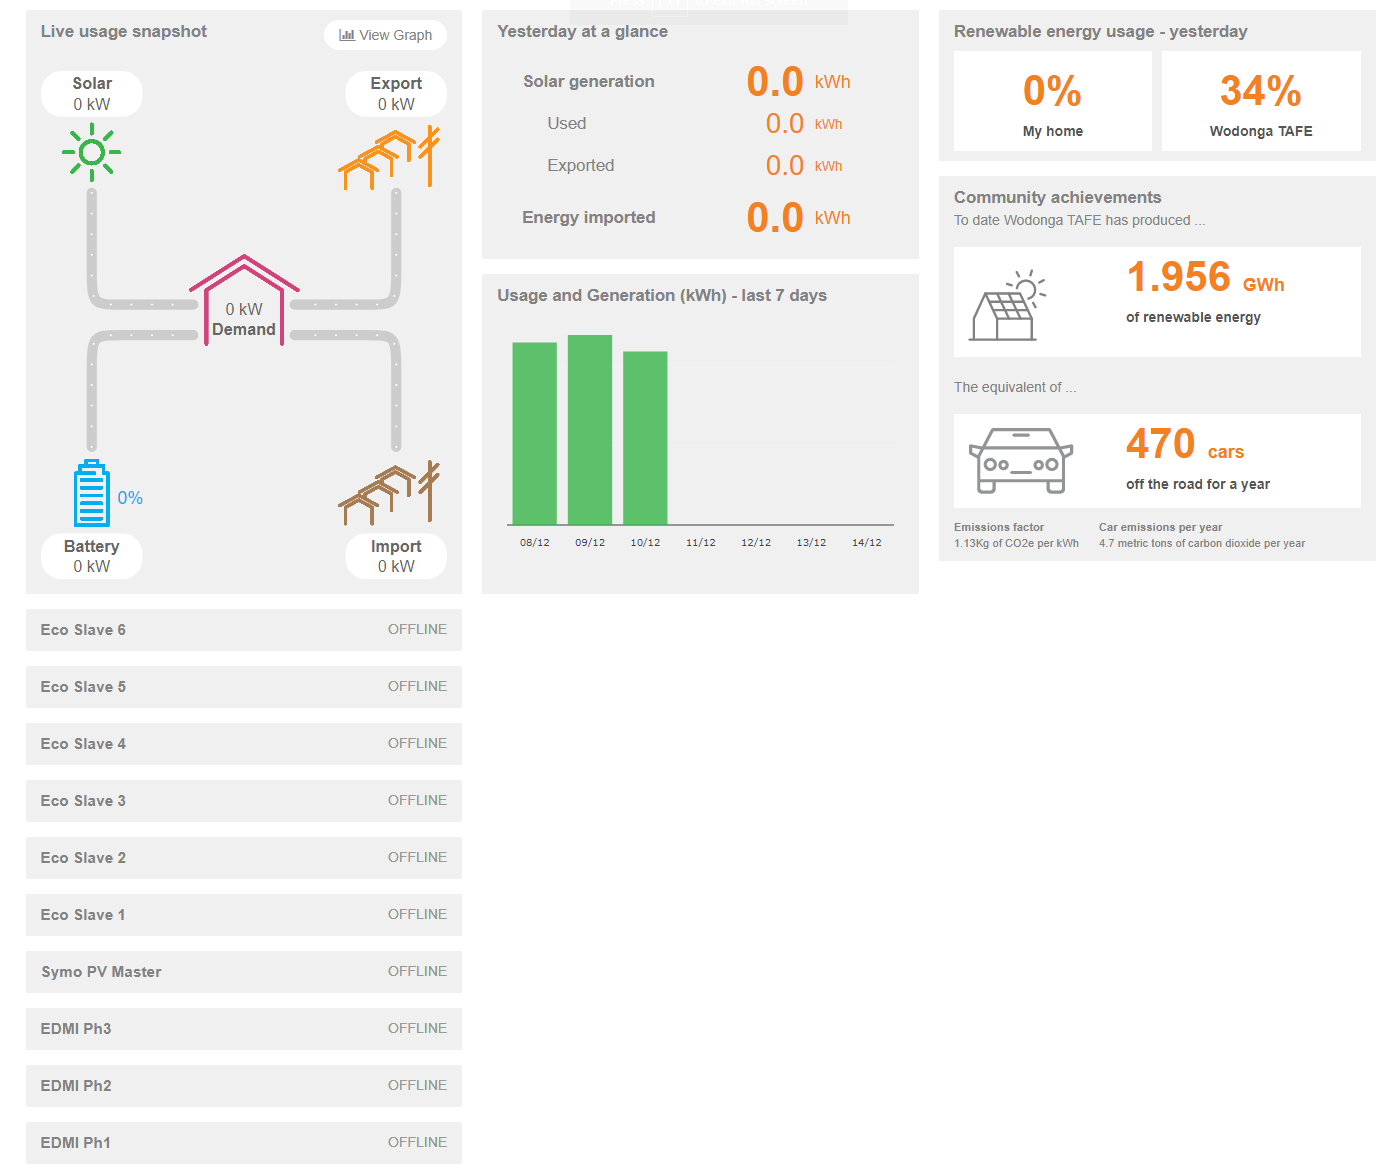 Live usage snapshot
View Graph
Solar
0 kW
Export
0 kW
0 kW
Demand
0%
Battery
0 kW
Import
0 kW
Eco Slave 6 OFFLINE
Eco Slave 5 OFFLINE
Eco Slave 4 OFFLINE
Eco Slave 3 OFFLINE
Eco Slave 2 OFFLINE
Eco Slave 1 OFFLINE
Symo PV Master OFFLINE
EDMI Ph3 OFFLINE
EDMI Ph2 OFFLINE
EDMI Ph1 OFFLINE
Yesterday at a glance
Solar generation 0.0 kWh
Used 0.0 kWh
Exported 0.0 kWh
Energy imported 0.0 kWh
Usage and Generation (kWh) - last 7 days
08/12 09/12 10/12 11/12 12/12 13/12 14/12
Renewable energy usage - yesterday
0%
My home
34%
Wodonga TAFE
Community achievements
To date Wodonga TAFE has produced ...
1.956 GWh
of renewable energy
The equivalent of ...
470 cars
off the road for a year
Emissions factor
1.13Kg of CO2e per kWh
Car emissions per year
4.7 metric tons of carbon dioxide per year